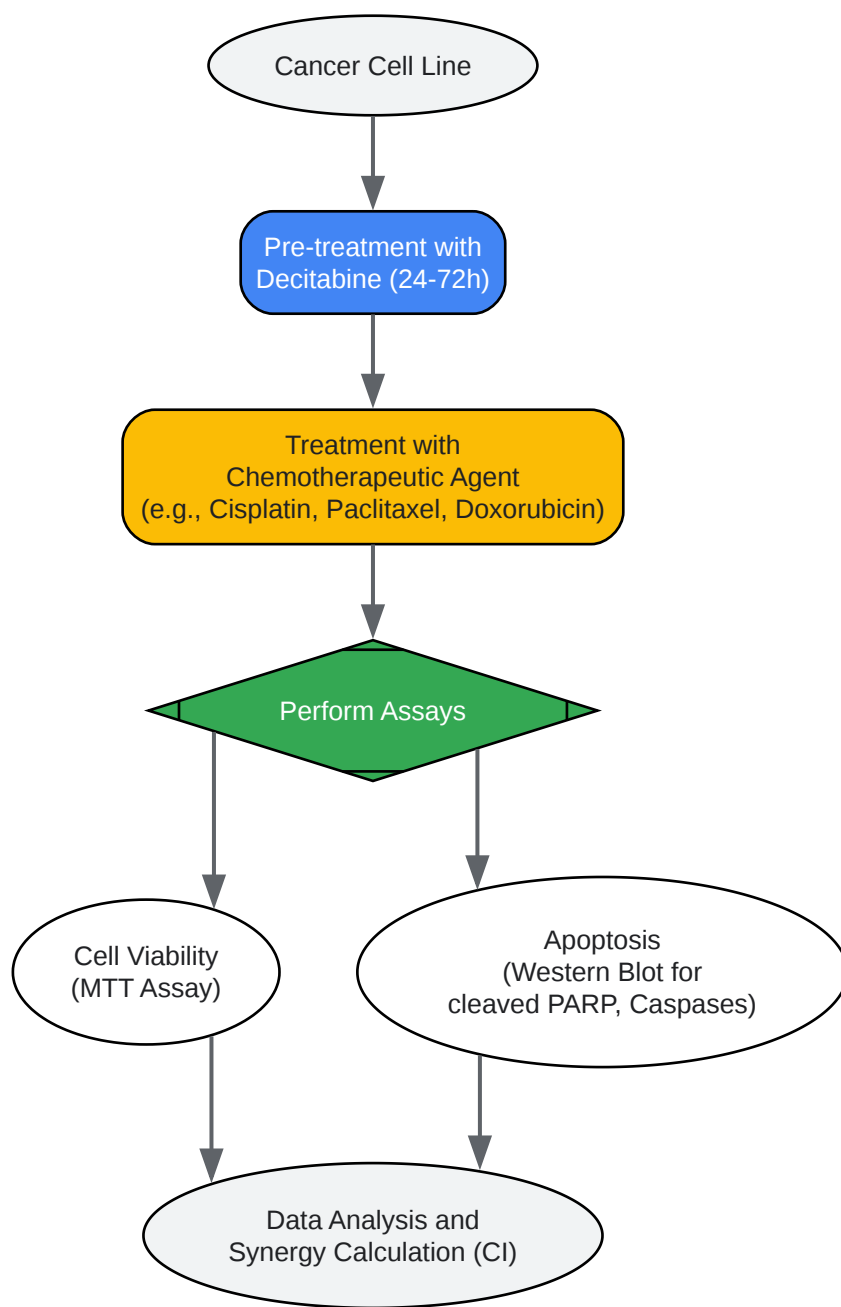 Cancer Cell Line
Pre-treatment with
Decitabine (24-72h)
Treatment with
Chemotherapeutic Agent
(e.g., Cisplatin, Paclitaxel, Doxorubicin)
Perform Assays
Cell Viability
(MTT Assay)
Apoptosis
(Western Blot for
cleaved PARP, Caspases)
Data Analysis and
Synergy Calculation (CI)